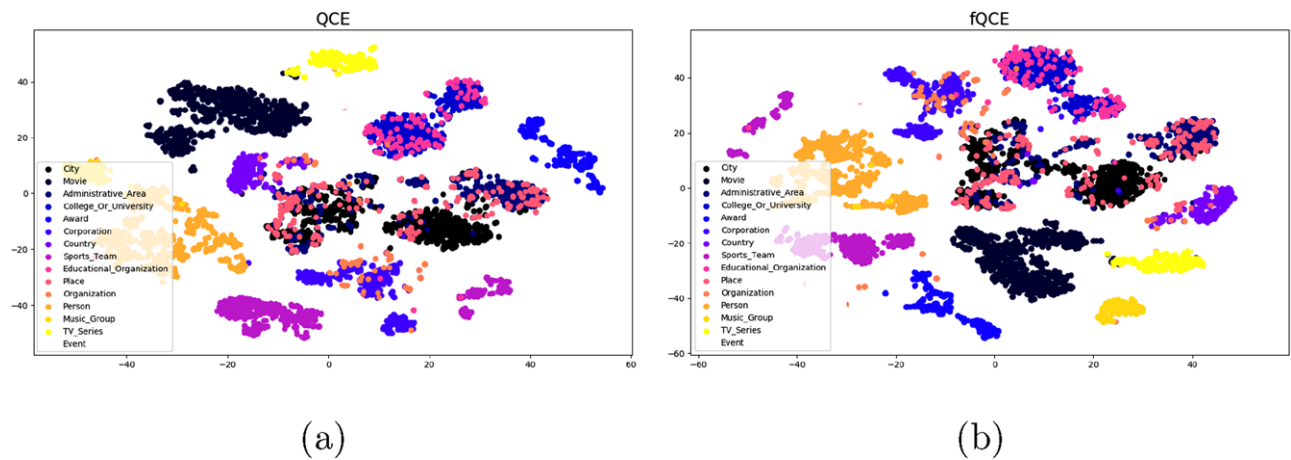 QCE
40
20
0
−20
−40
−40
−20
0
20
40
60
City
Movie
Administrative_Area
College_Or_University
Award
Corporation
Country
Sports_Team
Educational_Organization
Place
Organization
Person
Music_Group
TV_Series
Event
(a)
fQCE
40
20
0
−20
−40
−60
−60
−40
−20
0
20
40
City
Movie
Administrative_Area
College_Or_University
Award
Corporation
Country
Sports_Team
Educational_Organization
Place
Organization
Person
Music_Group
TV_Series
Event
(b)